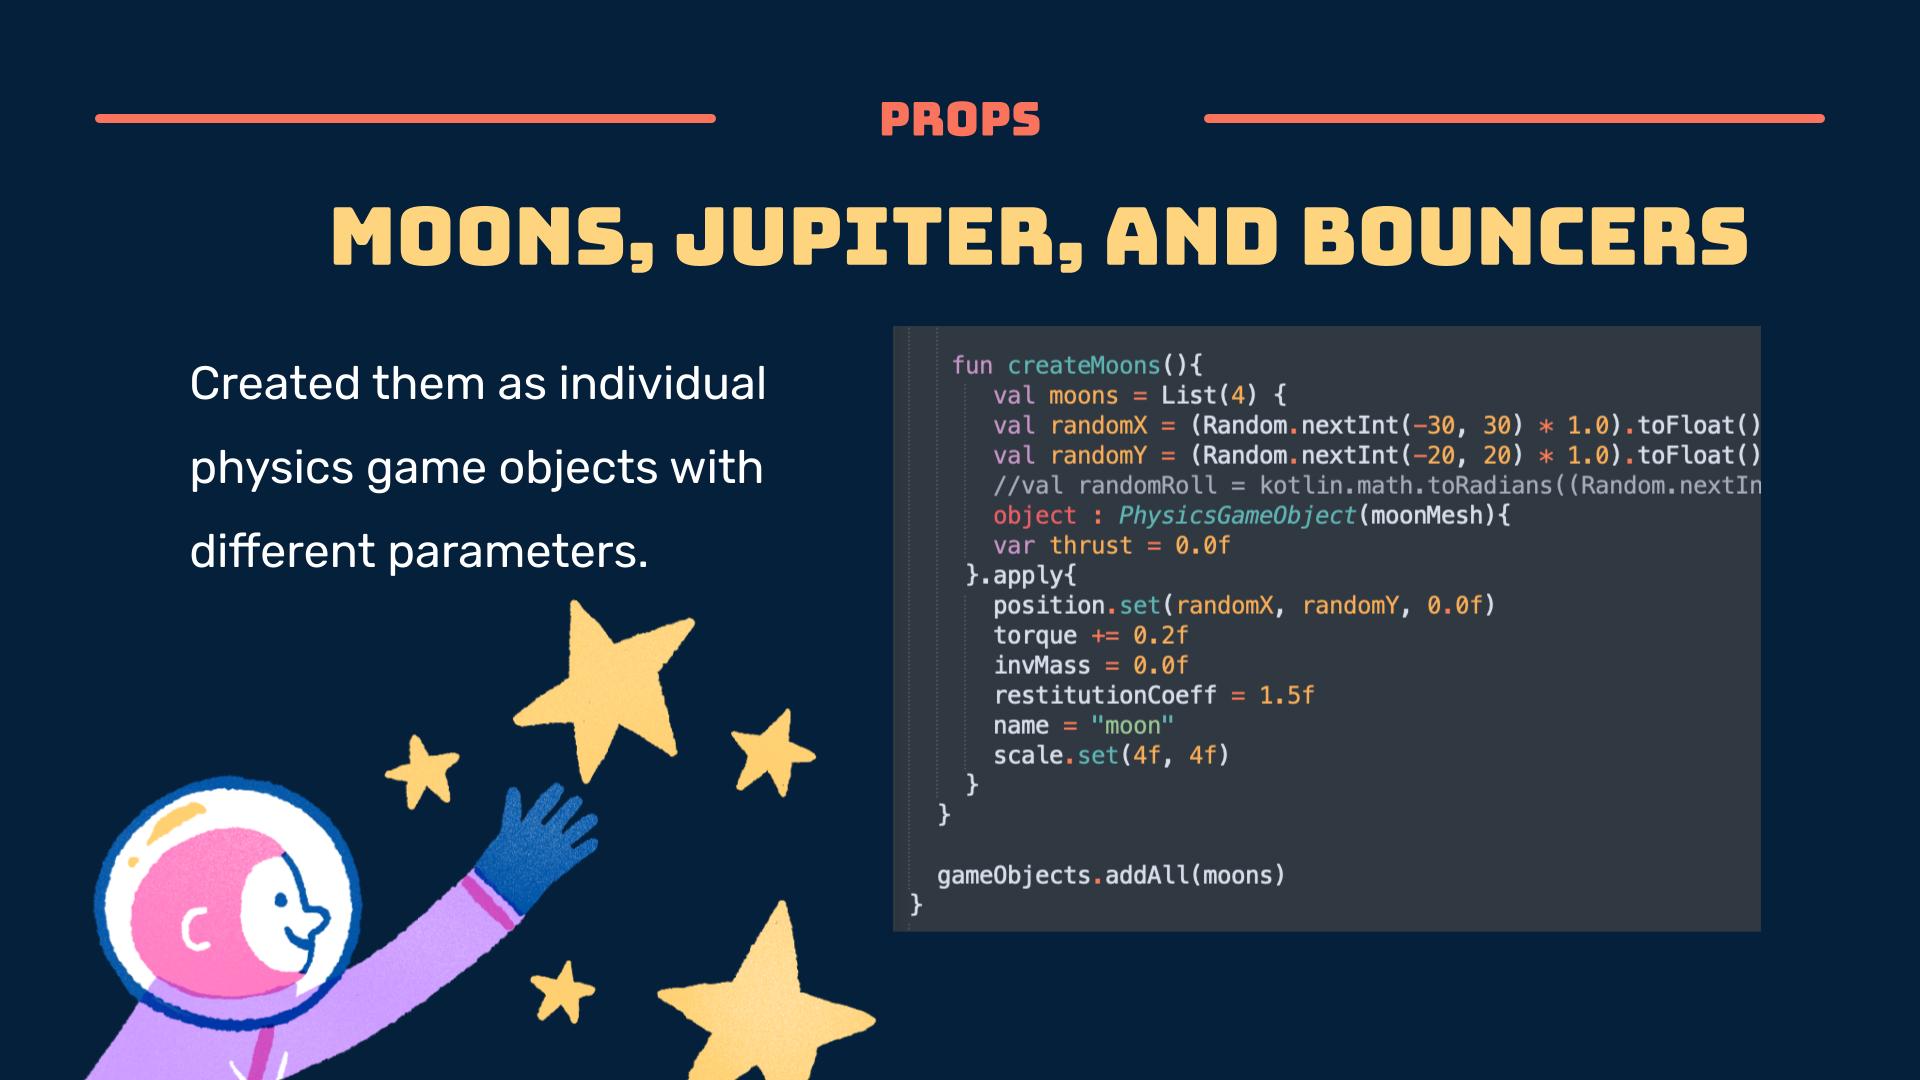 PROPS
MOONS, JUPITER, AND BOUNCERS
Created them as individual
physics game objects with
different parameters.
fun createMoons(){
val moons = List(4) {
val randomX = (Random.nextInt(-30, 30) * 1.0).toFloat()
val randomY = (Random.nextInt(-20, 20) * 1.0).toFloat()
//val randomRoll = kotlin.math.toRadians((Random.nextIn
object : PhysicsGameObject(moonMesh){
var thrust = 0.0f
}.apply{
position.set(randomX, randomY, 0.0f)
torque += 0.2f
invMass = 0.0f
restitutionCoeff = 1.5f
name = "moon"
scale.set(4f, 4f)
}
}
gameObjects.addAll(moons)
}